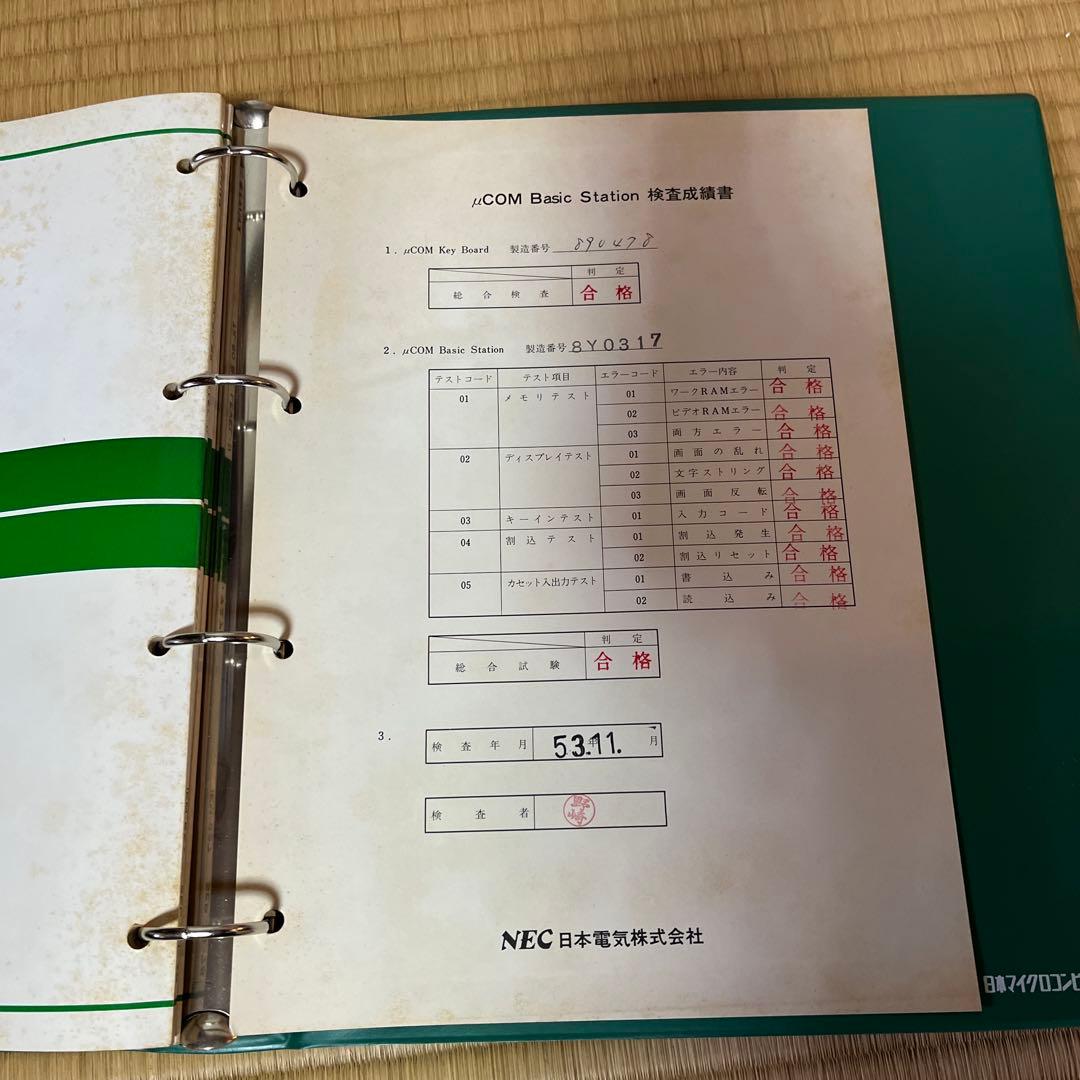 μCOM Basic Station 検査成績書
1. μCOM Key Board 製造番号 890478
判定
総合検査 合格
2. μCOM Basic Station 製造番号 8Y0317
テストコード テスト項目 エラーコード エラー内容 判定
01 メモリテスト 01 ワークRAMエラー 合格
02 ビデオRAMエラー 合格
03 両方エラー 合格
02 ディスプレイテスト 01 画面の乱れ 合格
02 文字ストリング 合格
03 画面反転 合格
03 キーインテスト 01 入力コード 合格
04 割込テスト 01 割込発生 合格
02 割込リセット 合格
05 カセット入出力テスト 01 書込み 合格
02 読込み 合格
判定
総合試験 合格
3.
検査年月 53.年11.月
検査者 野崎
NEC 日本電気株式会社
日本マイクロコンピ